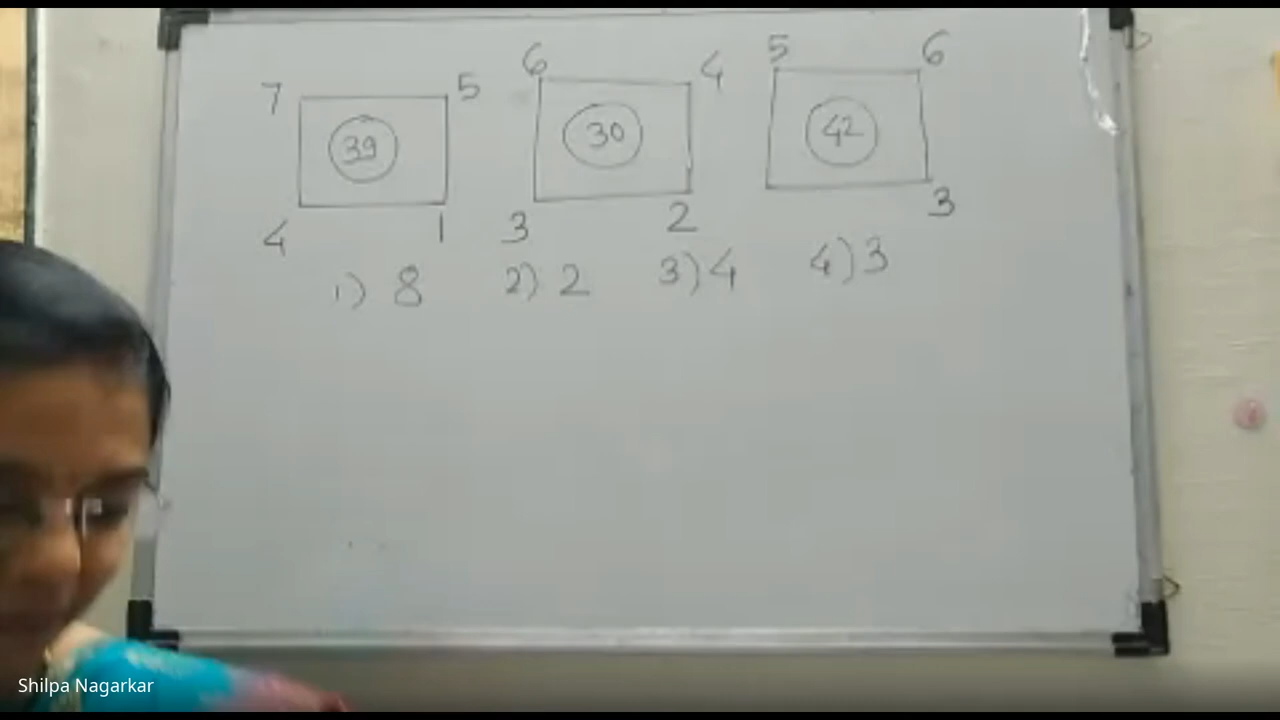 7 5 6 4 5 6
39 30 42
4 1 3 2 3
1) 8 2) 2 3) 4 4) 3
Shilpa Nagarkar